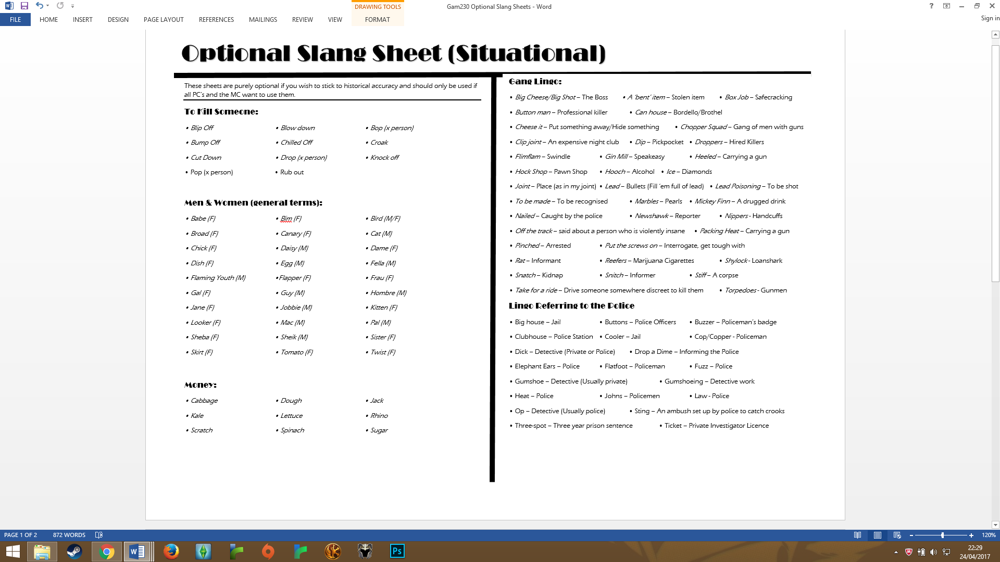 Gam230 Optional Slang Sheets - Word
DRAWING TOOLS
FILE HOME INSERT DESIGN PAGE LAYOUT REFERENCES MAILINGS REVIEW VIEW FORMAT
Sign in
Optional Slang Sheet (Situational)
These sheets are purely optional if you wish to stick to historical accuracy and should only be used if
all PC's and the MC want to use them.
To Kill Someone:
• Blip Off • Blow down • Bop (x person)
• Bump Off • Chilled Off • Croak
• Cut Down • Drop (x person) • Knock off
• Pop (x person) • Rub out
Men & Women (general terms):
• Babe (F) • Bim (F) • Bird (M/F)
• Broad (F) • Canary (F) • Cat (M)
• Chick (F) • Daisy (M) • Dame (F)
• Dish (F) • Egg (M) • Fella (M)
• Flaming Youth (M) •Flapper (F) • Frau (F)
• Gal (F) • Guy (M) • Hombre (M)
• Jane (F) • Jobbie (M) • Kitten (F)
• Looker (F) • Mac (M) • Pal (M)
• Sheba (F) • Sheik (M) • Sister (F)
• Skirt (F) • Tomato (F) • Twist (F)
Money:
• Cabbage • Dough • Jack
• Kale • Lettuce • Rhino
• Scratch • Spinach • Sugar
Gang Lingo:
• Big Cheese/Big Shot – The Boss • A 'bent' item – Stolen item • Box Job – Safecracking
• Button man – Professional killer • Can house – Bordello/Brothel
• Cheese it – Put something away/Hide something • Chopper Squad – Gang of men with guns
• Clip joint – An expensive night club • Dip – Pickpocket • Droppers – Hired Killers
• Flimflam – Swindle • Gin Mill – Speakeasy • Heeled – Carrying a gun
• Hock Shop – Pawn Shop • Hooch – Alcohol • Ice – Diamonds
• Joint – Place (as in my joint) • Lead – Bullets (Fill 'em full of lead) • Lead Poisoning – To be shot
• To be made – To be recognised • Marbles – Pearls • Mickey Finn – A drugged drink
• Nailed – Caught by the police • Newshawk – Reporter • Nippers - Handcuffs
• Off the track – said about a person who is violently insane • Packing Heat – Carrying a gun
• Pinched – Arrested • Put the screws on – Interrogate, get tough with
• Rat – Informant • Reefers – Marijuana Cigarettes • Shylock - Loanshark
• Snatch – Kidnap • Snitch – Informer • Stiff – A corpse
• Take for a ride – Drive someone somewhere discreet to kill them • Torpedoes - Gunmen
Lingo Referring to the Police
• Big house – Jail • Buttons – Police Officers • Buzzer – Policeman's badge
• Clubhouse – Police Station • Cooler – Jail • Cop/Copper - Policeman
• Dick – Detective (Private or Police) • Drop a Dime – Informing the Police
• Elephant Ears – Police • Flatfoot – Policeman • Fuzz – Police
• Gumshoe – Detective (Usually private) • Gumshoeing – Detective work
• Heat – Police • Johns – Policemen • Law - Police
• Op – Detective (Usually police) • Sting – An ambush set up by police to catch crooks
• Three-spot – Three year prison sentence • Ticket – Private Investigator Licence
PAGE 1 OF 2 872 WORDS 120%
Ps
22:29
24/04/2017